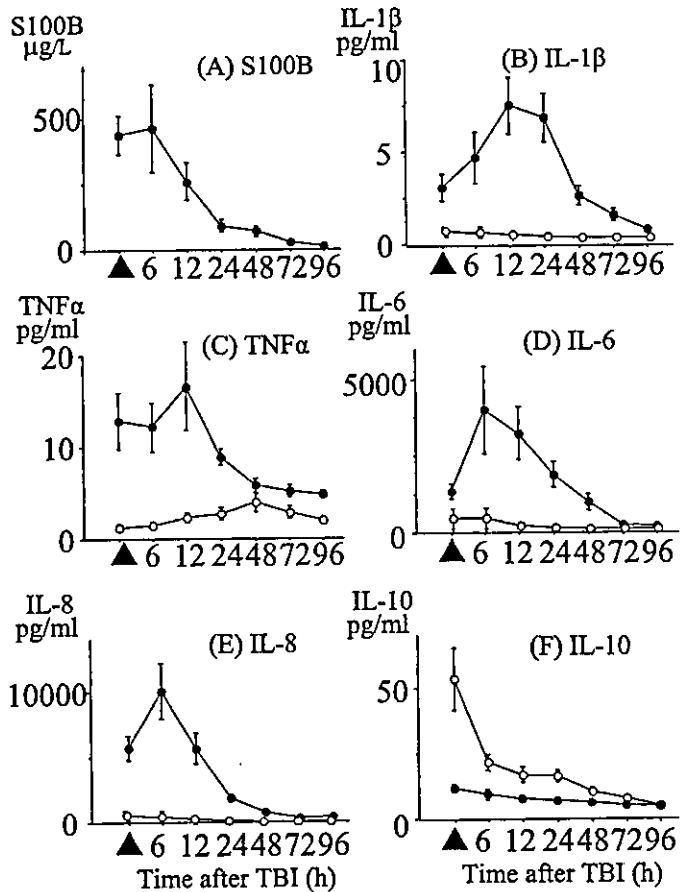 S100B
μg/L
(A) S100B
500
0
6 12 24 48 72 96
IL-1β
pg/ml
(B) IL-1β
10
5
0
6 12 24 48 72 96 (h)
TNFα
pg/ml
(C) TNFα
20
10
0
6 12 24 48 72 96
IL-6
pg/ml
(D) IL-6
5000
0
6 12 24 48 72 96
IL-8
pg/ml
(E) IL-8
10000
0
6 12 24 48 72 96
Time after TBI (h)
IL-10
pg/ml
(F) IL-10
50
0
6 12 24 48 72 96
Time after TBI (h)